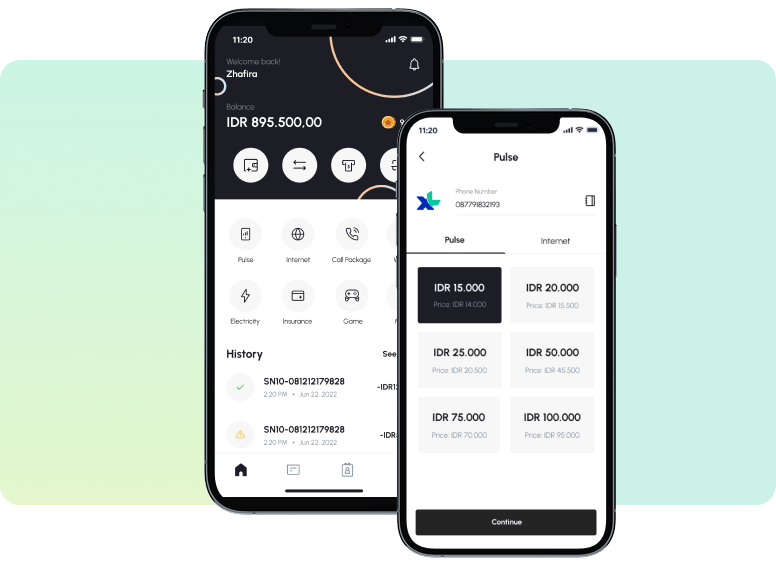 11:20
Welcome back!
Zhafira
Balance
IDR 895.500,00
9
Pulse
Internet
Call Package
Electricity
Insurance
Game
History
See
SN10-081212179828
2:20 PM • Jun 22, 2022
SN10-081212179828
2:20 PM • Jun 22, 2022
11:20
Pulse
XL
Phone Number
087791832193
Pulse
Internet
IDR 15.000
Price: IDR 14.000
IDR 20.000
Price: IDR 15.500
IDR 25.000
Price: IDR 20.500
IDR 50.000
Price: IDR 45.500
IDR 75.000
Price: IDR 70.000
IDR 100.000
Price: IDR 95.000
Continue